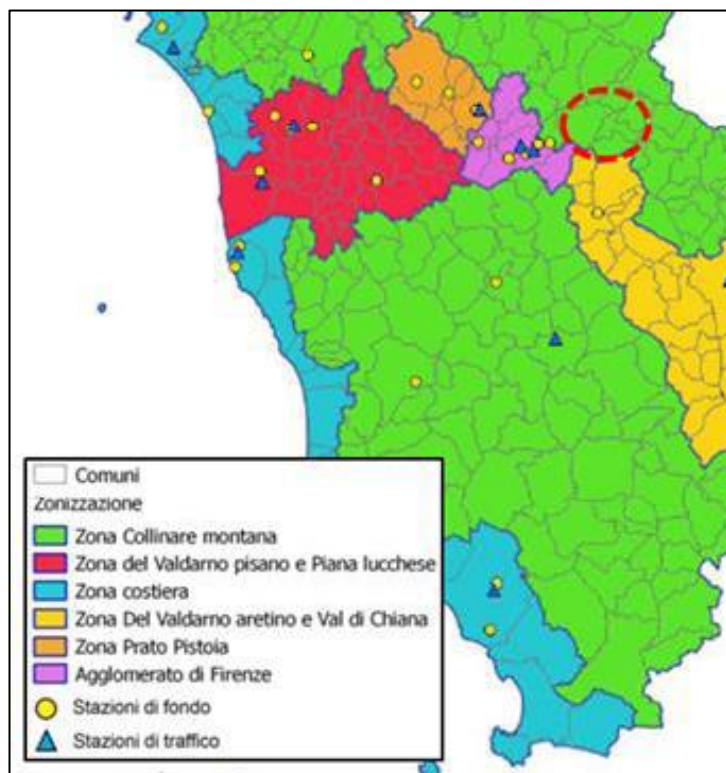 Comuni
Zonizzazione
Zona Collinare montana
Zona del Valdarno pisano e Piana lucchese
Zona costiera
Zona Del Valdarno aretino e Val di Chiana
Zona Prato Pistoia
Agglomerato di Firenze
Stazioni di fondo
Stazioni di traffico